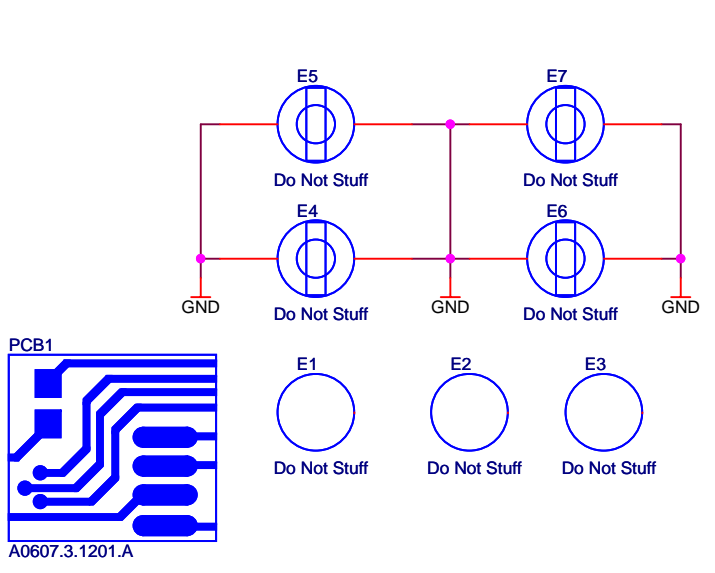 E5
E7
Do Not Stuff
Do Not Stuff
E4
E6
GND
GND
GND
Do Not Stuff
Do Not Stuff
PCB1
E1
E2
E3
Do Not Stuff
Do Not Stuff
Do Not Stuff
A0607.3.1201.A